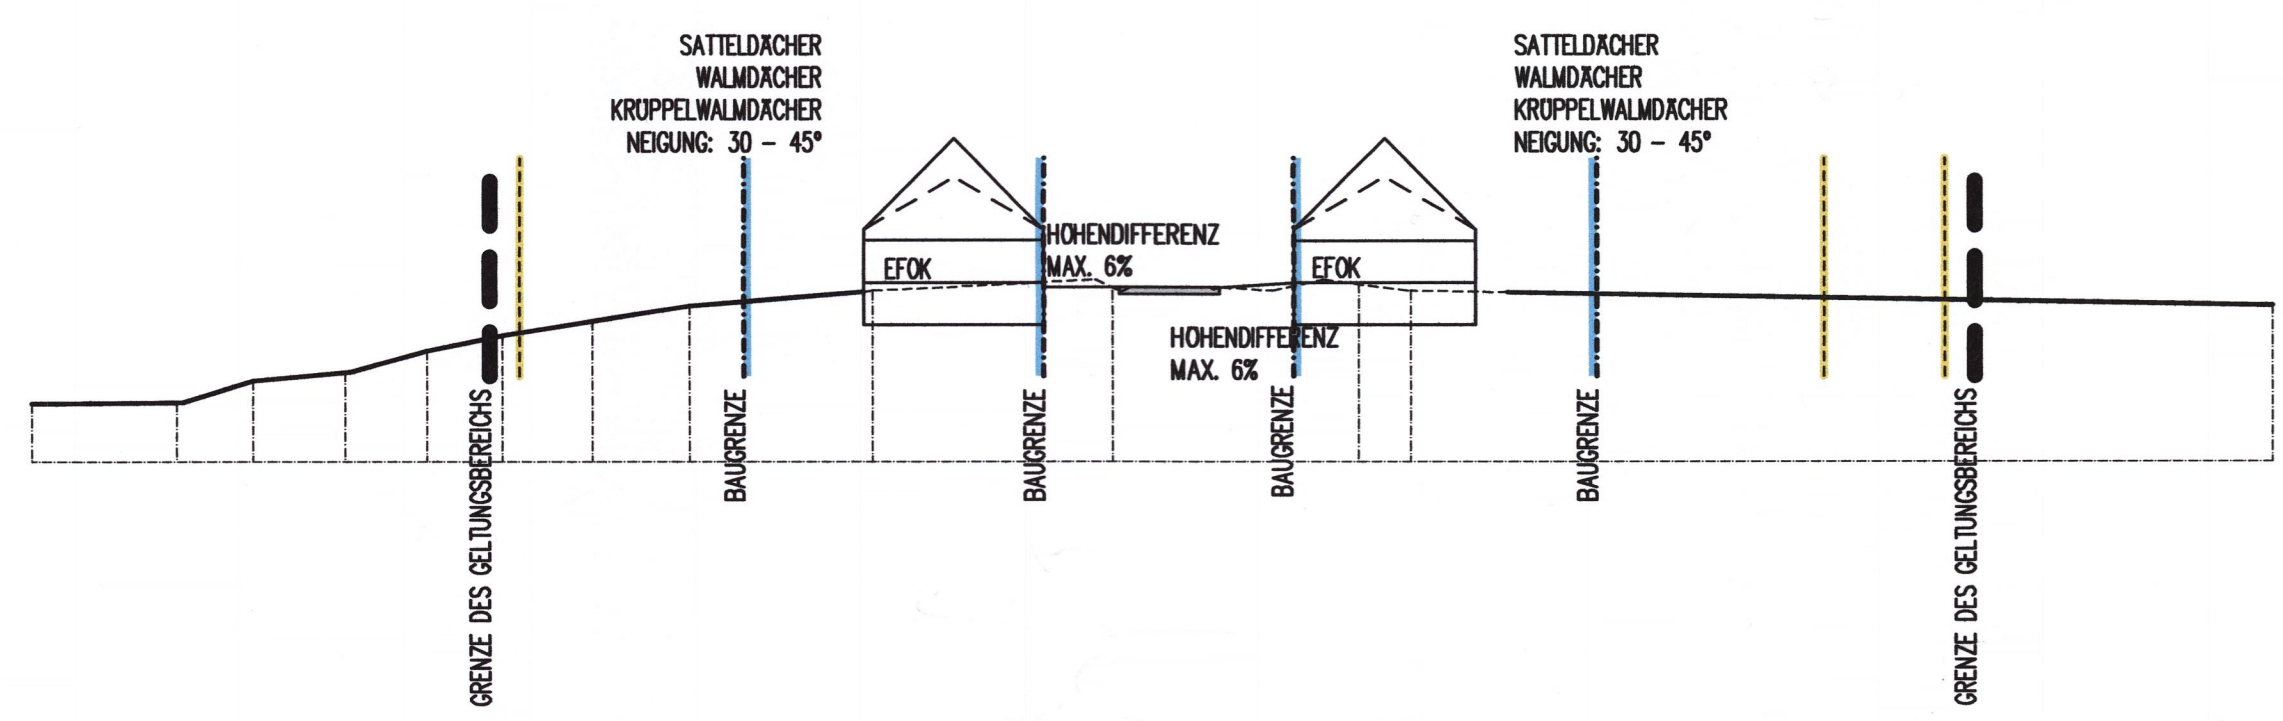 SATTELDÄCHER
WALMDÄCHER
KRÜPPELWALMDÄCHER
NEIGUNG: 30 – 45°
SATTELDÄCHER
WALMDÄCHER
KRÜPPELWALMDÄCHER
NEIGUNG: 30 – 45°
EFOK
HÖHENDIFFERENZ
MAX. 6%
EFOK
HÖHENDIFFERENZ
MAX. 6%
GRENZE DES GELTUNGSBEREICHS
BAUGRENZE
BAUGRENZE
BAUGRENZE
BAUGRENZE
GRENZE DES GELTUNGSBEREICHS